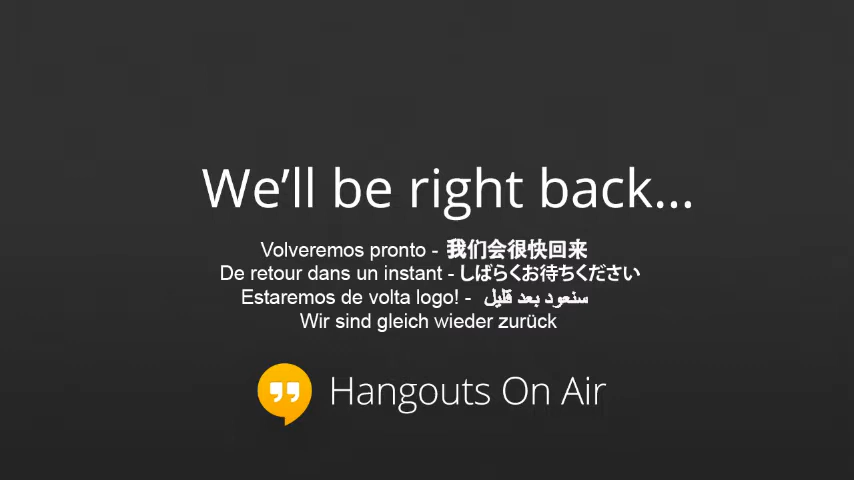 We'll be right back...
Volveremos pronto - 我们会很快回来
De retour dans un instant - しばらくお待ちください
Estaremos de volta logo! - سنعود بعد قليل
Wir sind gleich wieder zurück
Hangouts On Air